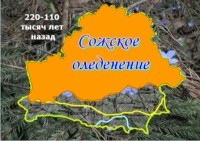 220-110
тысяч лет
назад
Сожское
оледенение